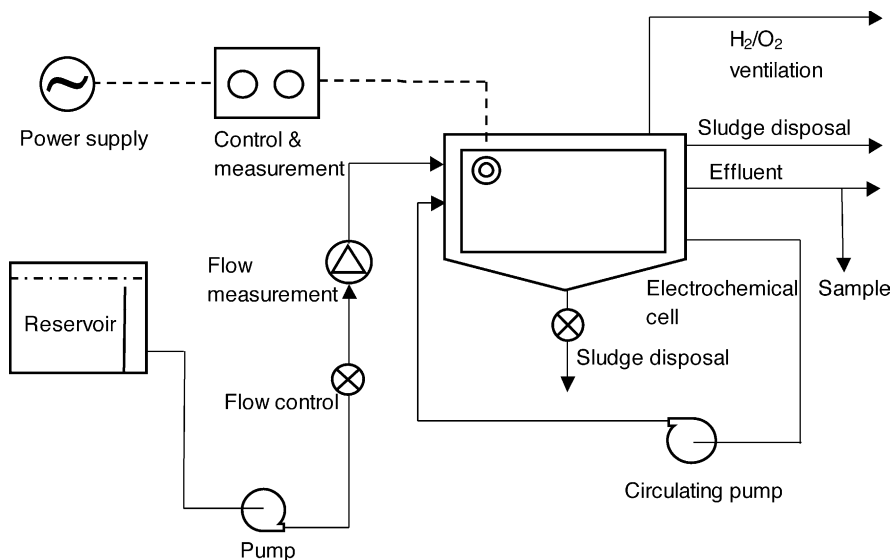 H₂/O₂
ventilation
Power supply
Control &
measurement
Sludge disposal
Effluent
Flow
measurement
Reservoir
Electrochemical
cell
Sample
Sludge disposal
Flow control
Circulating pump
Pump